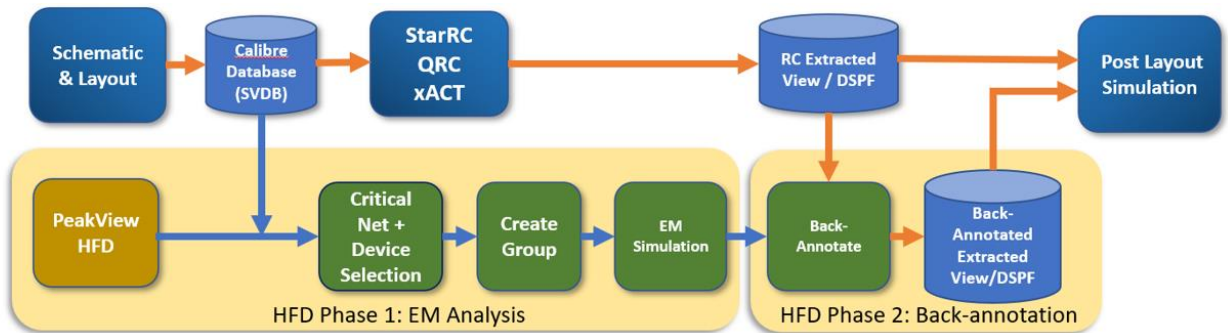 Schematic
& Layout
Calibre
Database
(SVDB)
StarRC
QRC
xACT
RC Extracted
View / DSPF
Post Layout
Simulation
PeakView
HFD
Critical
Net +
Device
Selection
Create
Group
EM
Simulation
HFD Phase 1: EM Analysis
Back-
Annotate
Back-
Annotated
Extracted
View/DSPF
HFD Phase 2: Back-annotation